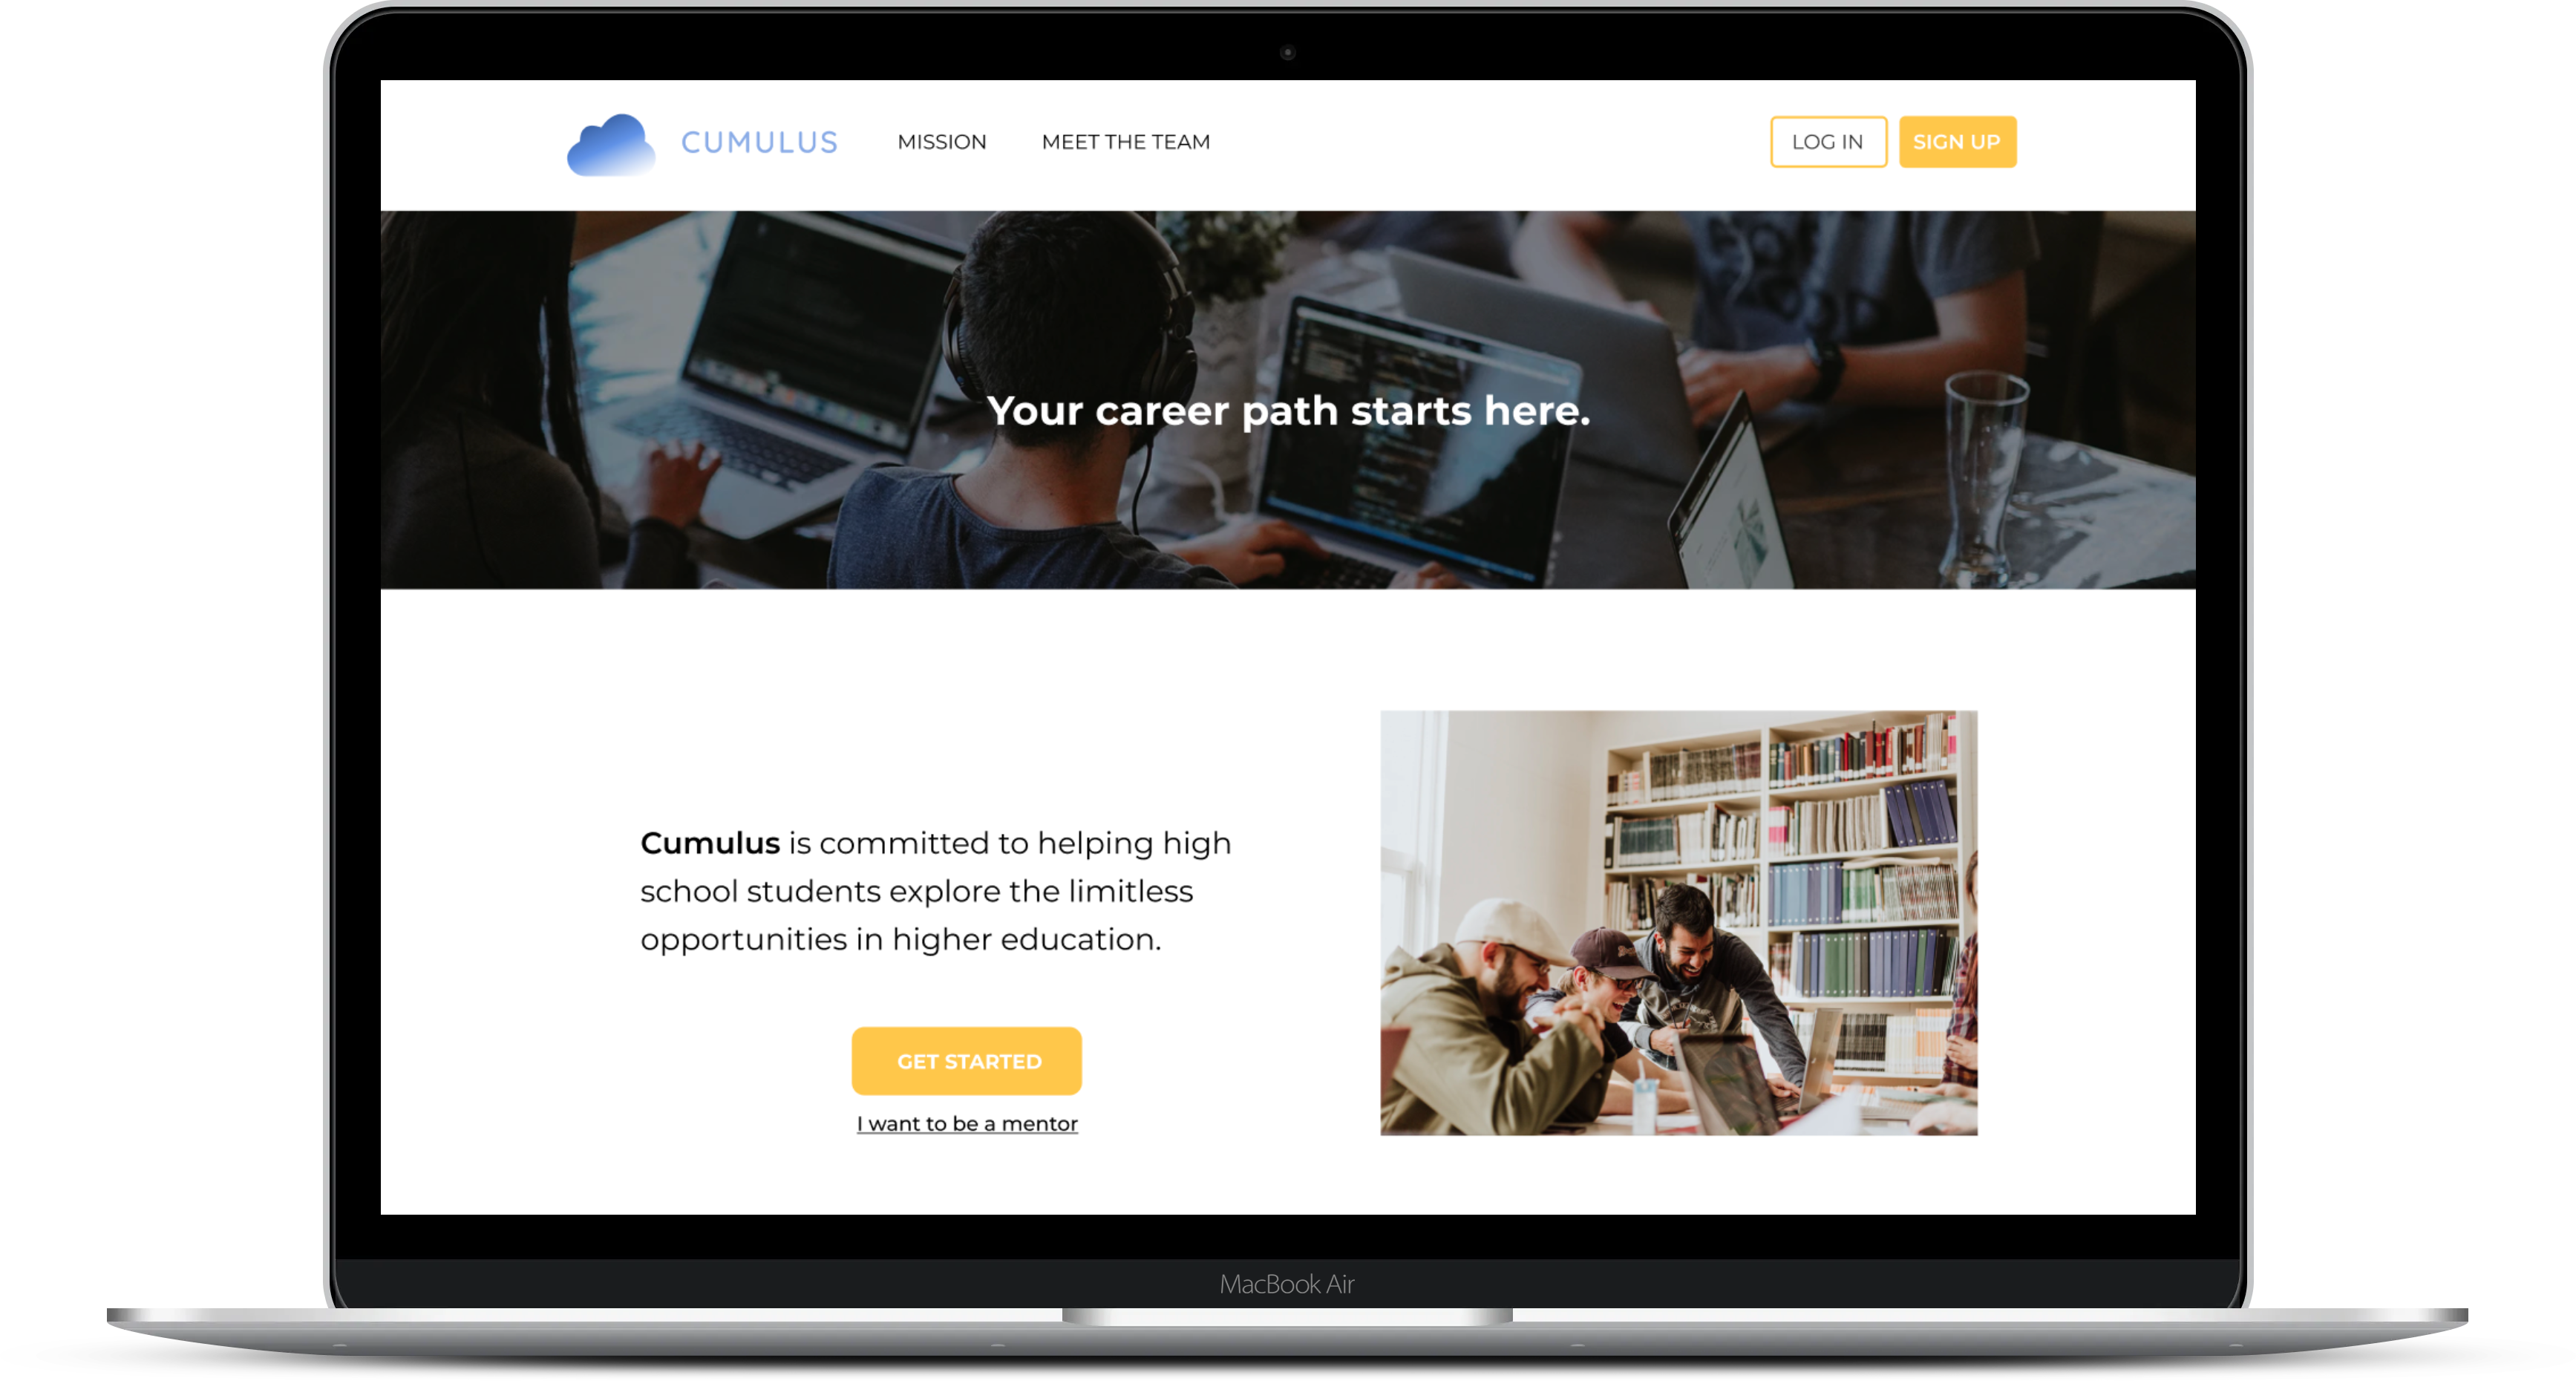 CUMULUS
MISSION
MEET THE TEAM
LOG IN
SIGN UP
Your career path starts here.
Cumulus is committed to helping high
school students explore the limitless
opportunities in higher education.
GET STARTED
I want to be a mentor
MacBook Air